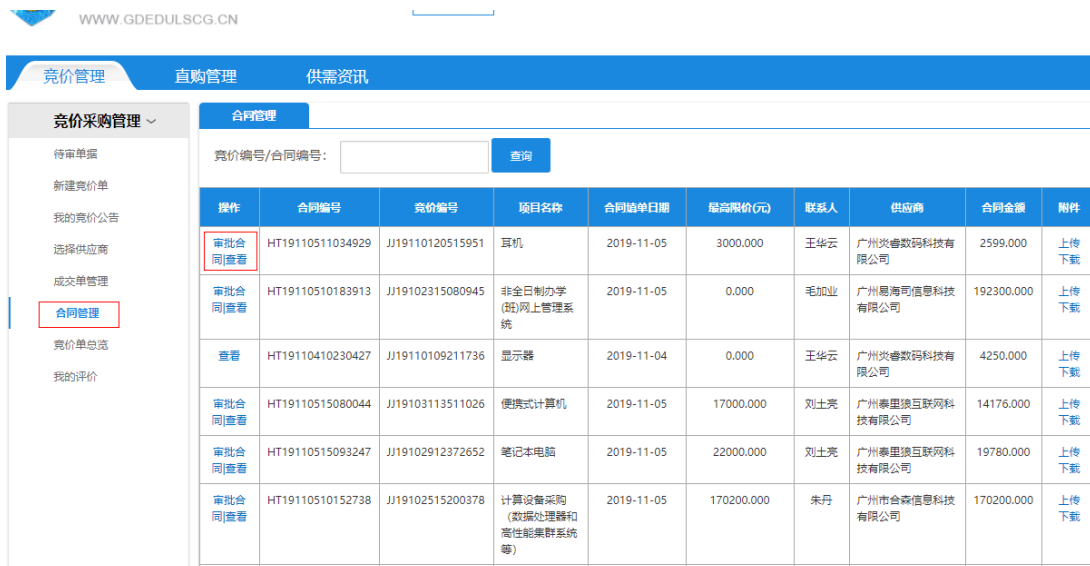 WWW.GDEDULSCG.CN
竞价管理 直购管理 供需资讯
竞价采购管理
待审单据
新建竞价单
我的竞价公告
选择供应商
成交单管理
合同管理
竞价单总览
我的评价
合同管理
竞价编号/合同编号： 查询
操作 合同编号 竞价编号 项目名称 合同填单日期 最高限价(元) 联系人 供应商 合同金额 附件
审批合 HT19110511034929 JJ19110120515951 耳机 2019-11-05 3000.000 王华云 广州炎睿数码科技有 2599.000 上传
同|查看 限公司 下载
审批合 HT19110510183913 JJ19102315080945 非全日制办学 2019-11-05 0.000 毛加业 广州易海司信息科技 192300.000 上传
同|查看 (班)网上管理系 有限公司 下载
统
查看 HT19110410230427 JJ19110109211736 显示器 2019-11-04 0.000 王华云 广州炎睿数码科技有 4250.000 上传
限公司 下载
审批合 HT19110515080044 JJ19103113511026 便携式计算机 2019-11-05 17000.000 刘土亮 广州泰里狼互联网科 14176.000 上传
同|查看 技有限公司 下载
审批合 HT19110515093247 JJ19102912372652 笔记本电脑 2019-11-05 22000.000 刘土亮 广州泰里狼互联网科 19780.000 上传
同|查看 技有限公司 下载
审批合 HT19110510152738 JJ19102515200378 计算设备采购 2019-11-05 170200.000 朱丹 广州市合森信息科技 170200.000 上传
同|查看 （数据处理器和 有限公司 下载
高性能集群系统
等）